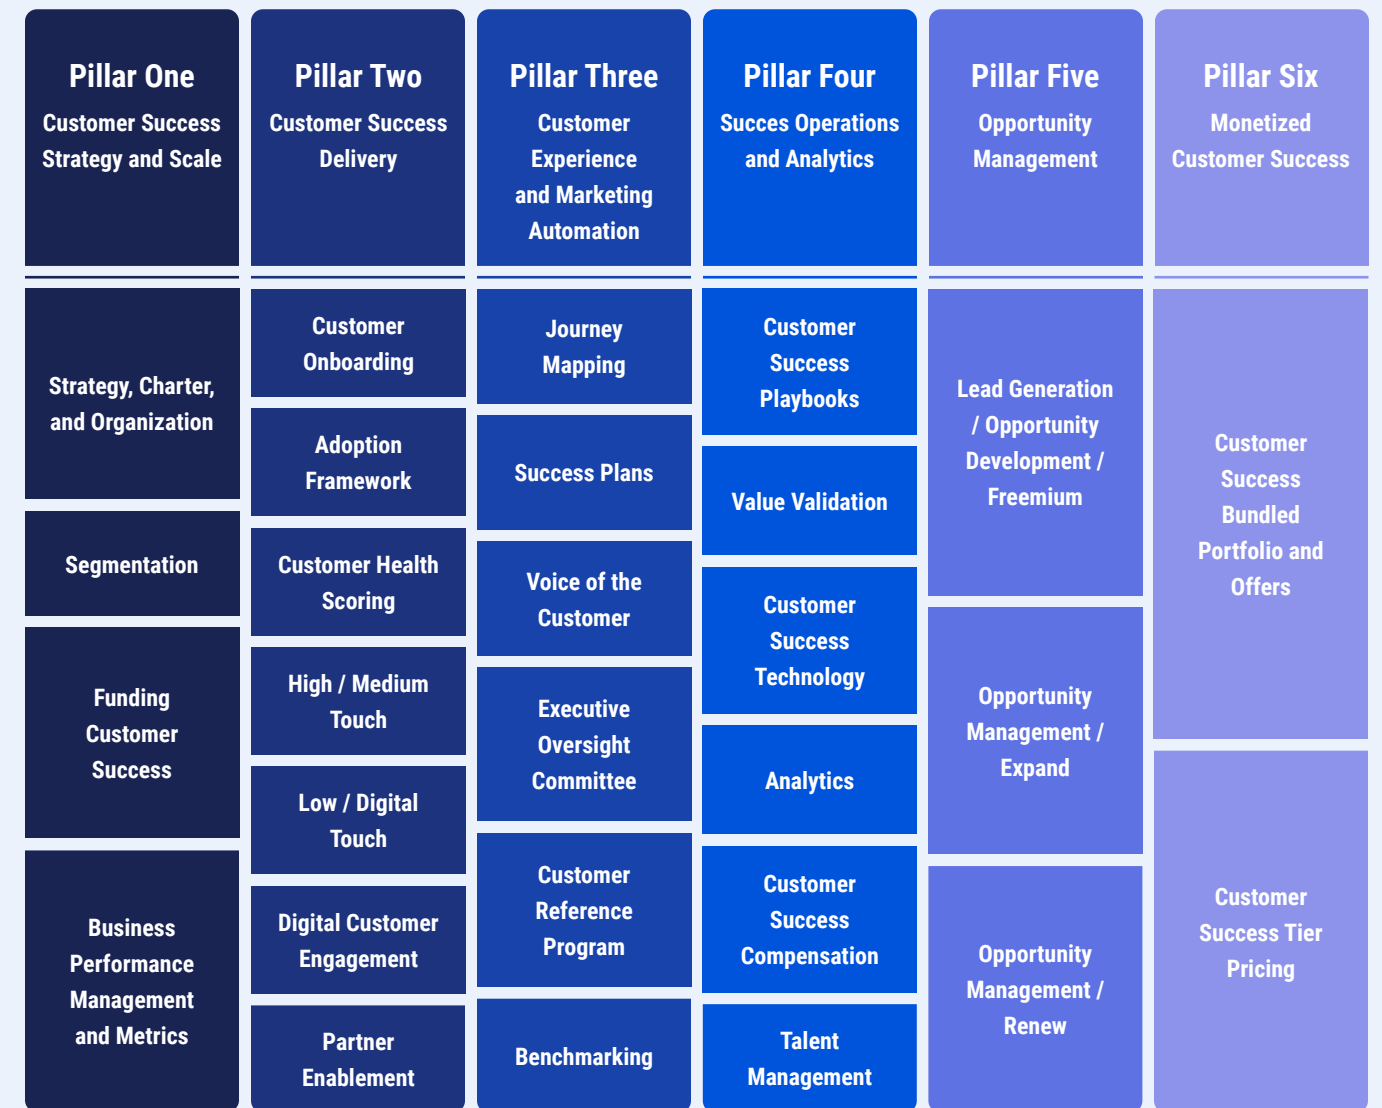 Pillar One
Customer Success
Strategy and Scale
Strategy, Charter,
and Organization
Segmentation
Funding
Customer
Success
Business
Performance
Management
and Metrics
Pillar Two
Customer Success
Delivery
Customer
Onboarding
Adoption
Framework
Customer Health
Scoring
High / Medium
Touch
Low / Digital
Touch
Digital Customer
Engagement
Partner
Enablement
Pillar Three
Customer
Experience
and Marketing
Automation
Journey
Mapping
Success Plans
Voice of the
Customer
Executive
Oversight
Committee
Customer
Reference
Program
Benchmarking
Pillar Four
Succes Operations
and Analytics
Customer
Success
Playbooks
Value Validation
Customer
Success
Technology
Analytics
Customer
Success
Compensation
Talent
Management
Pillar Five
Opportunity
Management
Lead Generation
/ Opportunity
Development /
Freemium
Opportunity
Management /
Expand
Opportunity
Management /
Renew
Pillar Six
Monetized
Customer Success
Customer
Success
Bundled
Portfolio and
Offers
Customer
Success Tier
Pricing